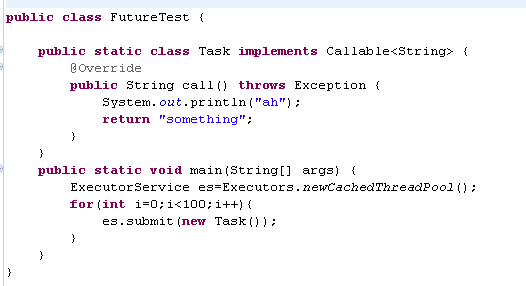 public class FutureTest {
public static class Task implements Callable<String> {
@Override
public String call() throws Exception {
System.out.println("ah");
return "something";
}
}
public static void main(String[] args) {
ExecutorService es=Executors.newCachedThreadPool();
for(int i=0;i<100;i++){
es.submit(new Task());
}
}
}